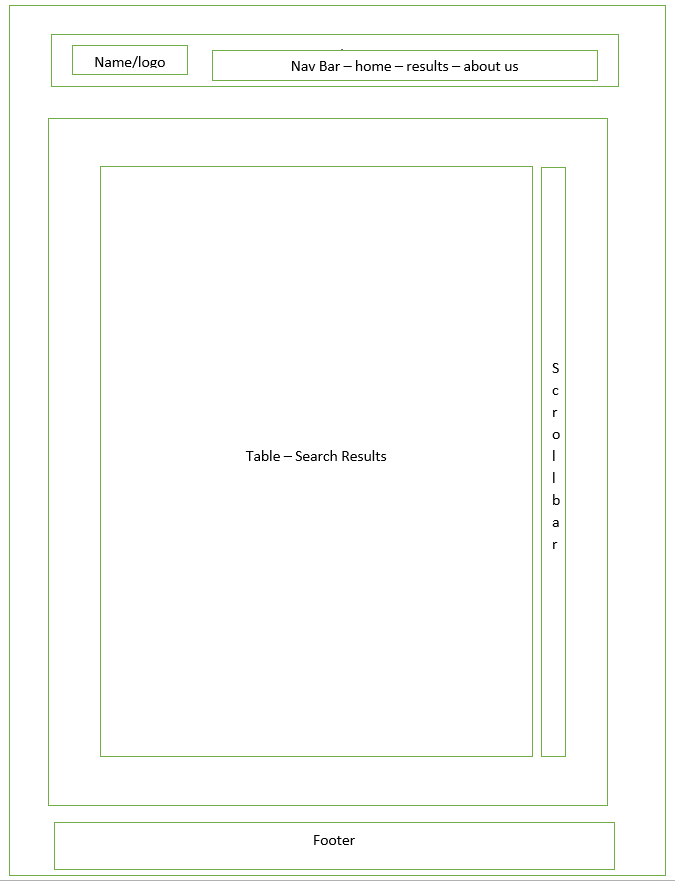 Name/logo
Nav Bar – home – results – about us
Table – Search Results
S
c
r
o
l
l
b
a
r
Footer